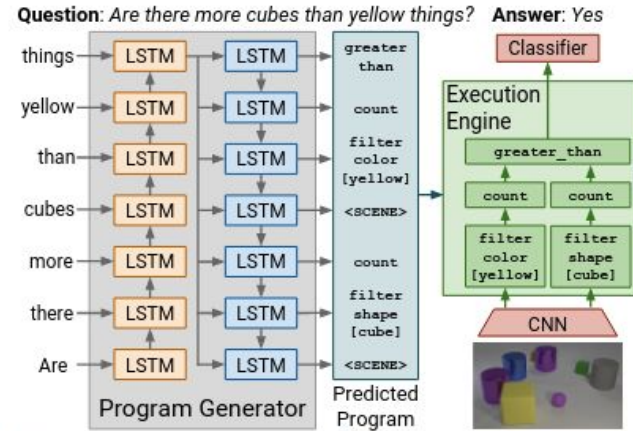 Question: Are there more cubes than yellow things? Answer: Yes
things
LSTM
LSTM
greater
than
yellow
LSTM
LSTM
count
than
LSTM
LSTM
filter
color
[yellow]
cubes
LSTM
LSTM
<SCENE>
more
LSTM
LSTM
count
there
LSTM
LSTM
filter
shape
[cube]
Are
LSTM
LSTM
<SCENE>
Program Generator
Predicted
Program
Classifier
Execution
Engine
greater_than
count
count
filter
color
[yellow]
filter
shape
[cube]
CNN